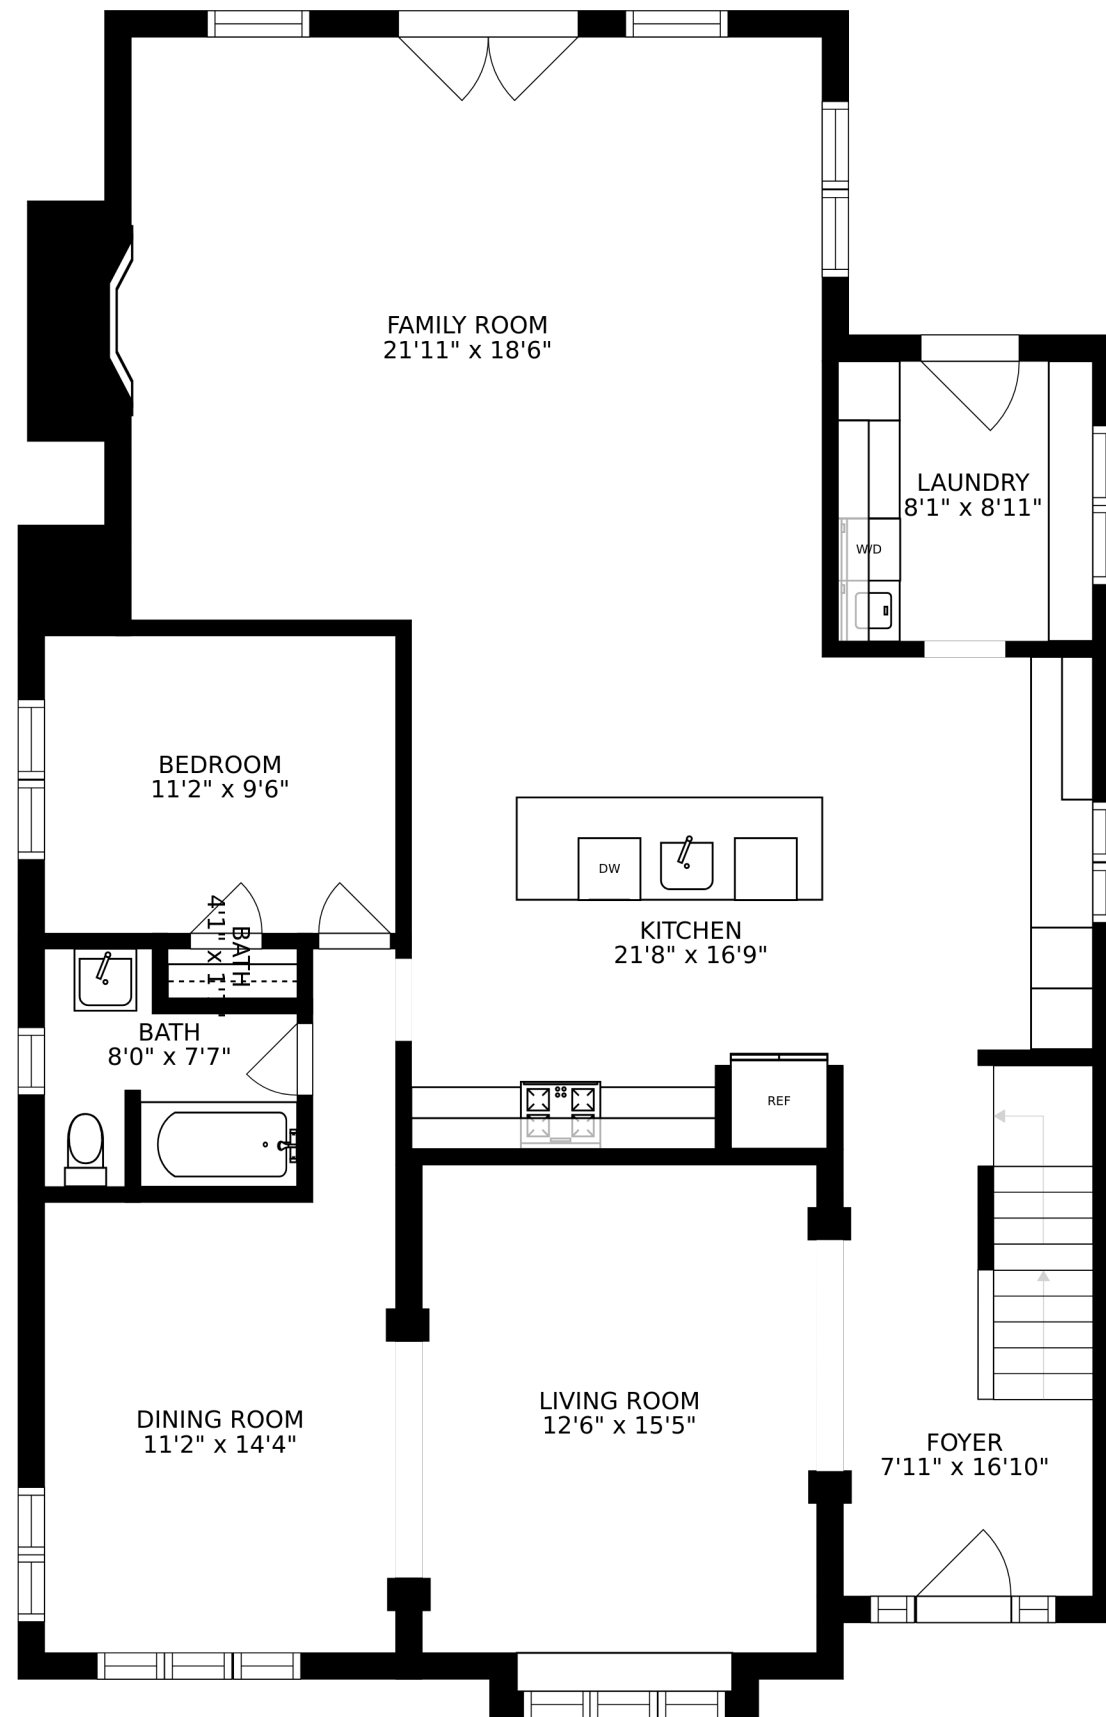 FAMILY ROOM
21'11" x 18'6"
LAUNDRY
8'1" x 8'11"
W/D
BEDROOM
11'2" x 9'6"
DW
KITCHEN
21'8" x 16'9"
BATH
BATH
8'0" x 7'7"
REF
DINING ROOM
11'2" x 14'4"
LIVING ROOM
12'6" x 15'5"
FOYER
7'11" x 16'10"